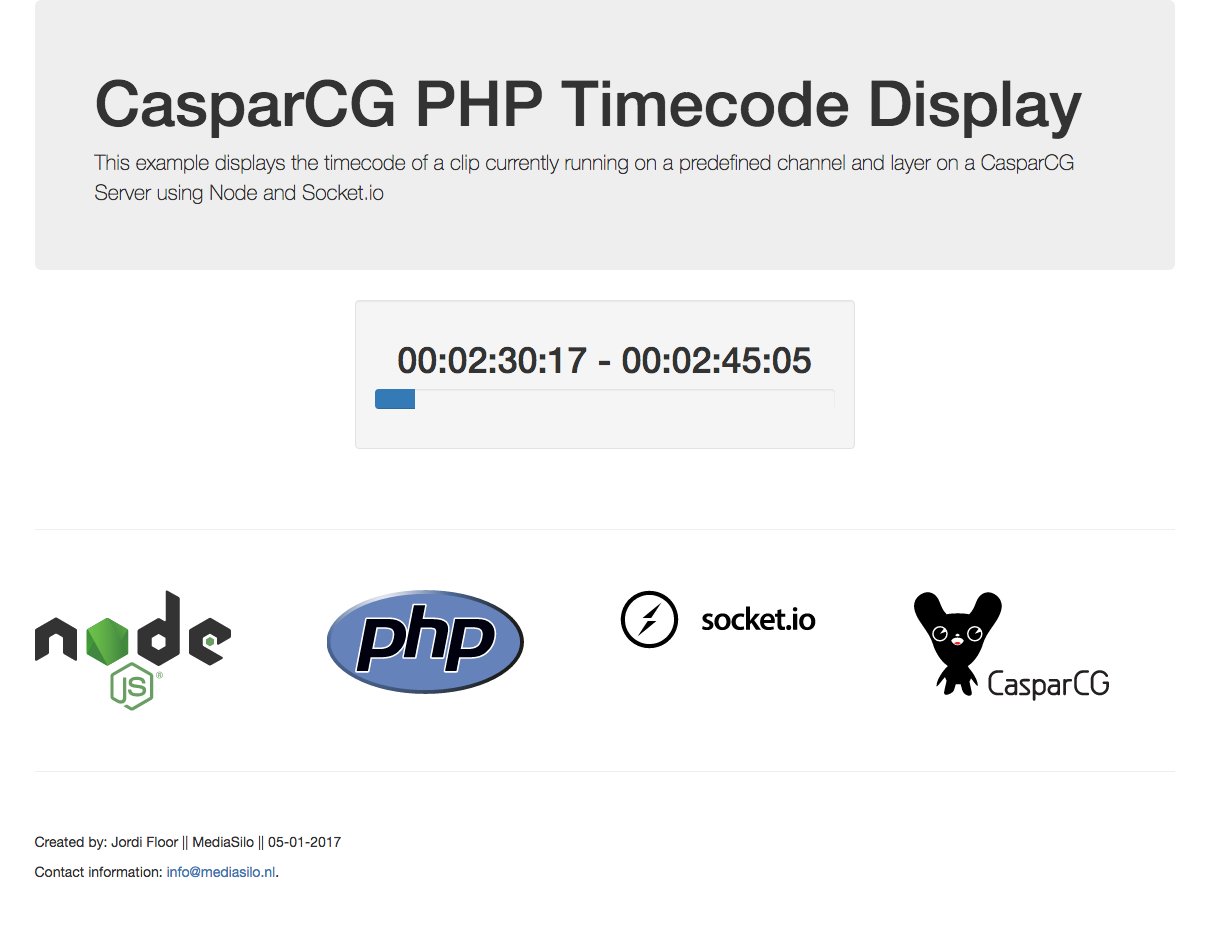 CasparCG PHP Timecode Display
This example displays the timecode of a clip currently running on a predefined channel and layer on a CasparCG
Server using Node and Socket.io
00:02:30:17 - 00:02:45:05
node
JS®
php
socket.io
CasparCG
Created by: Jordi Floor || MediaSilo || 05-01-2017
Contact information: info@mediasilo.nl.